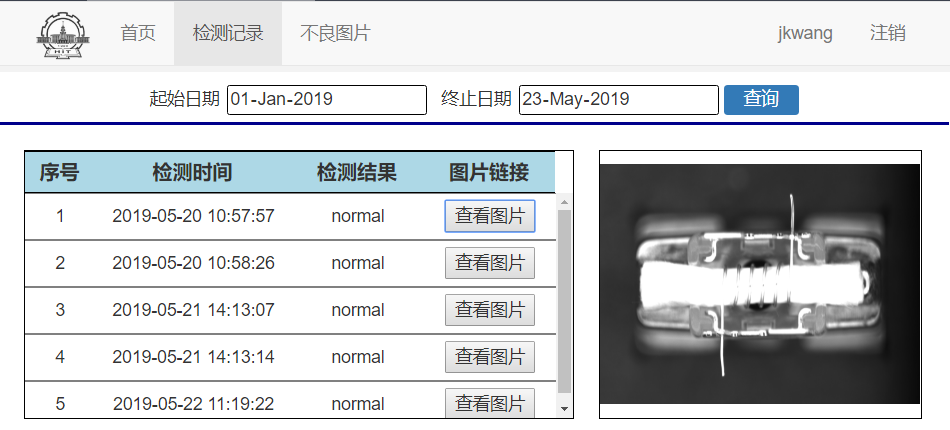 首页 检测记录 不良图片 jkwang 注销
起始日期 01-Jan-2019 终止日期 23-May-2019 查询
序号 检测时间 检测结果 图片链接
1 2019-05-20 10:57:57 normal 查看图片
2 2019-05-20 10:58:26 normal 查看图片
3 2019-05-21 14:13:07 normal 查看图片
4 2019-05-21 14:13:14 normal 查看图片
5 2019-05-22 11:19:22 normal 查看图片